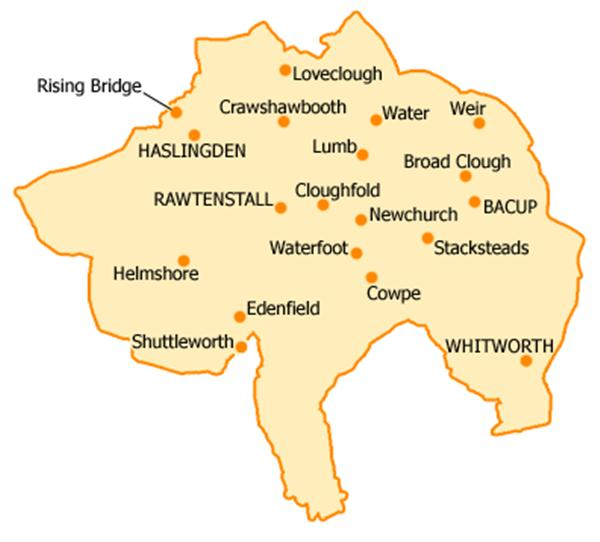 Loveclough
Rising Bridge
Crawshawbooth
Water
Weir
HASLINGDEN
Lumb
Broad Clough
RAWTENSTALL
Cloughfold
Newchurch
BACUP
Waterfoot
Stacksteads
Helmshore
Cowpe
Edenfield
Shuttleworth
WHITWORTH